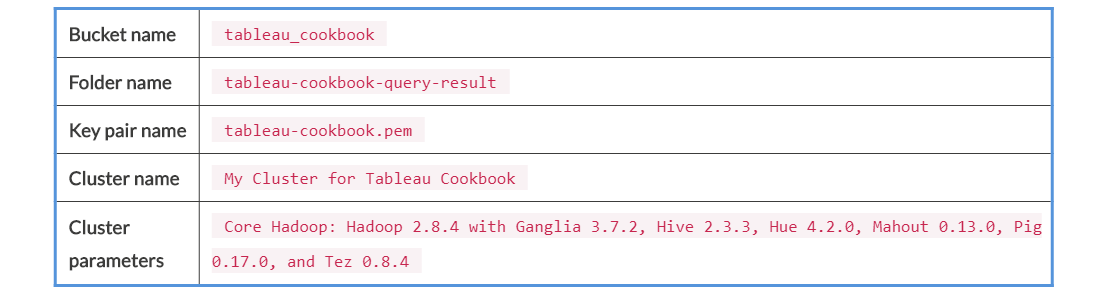 Bucket name tableau_cookbook
Folder name tableau-cookbook-query-result
Key pair name tableau-cookbook.pem
Cluster name My Cluster for Tableau Cookbook
Cluster parameters
Core Hadoop: Hadoop 2.8.4 with Ganglia 3.7.2, Hive 2.3.3, Hue 4.2.0, Mahout 0.13.0, Pig
0.17.0, and Tez 0.8.4